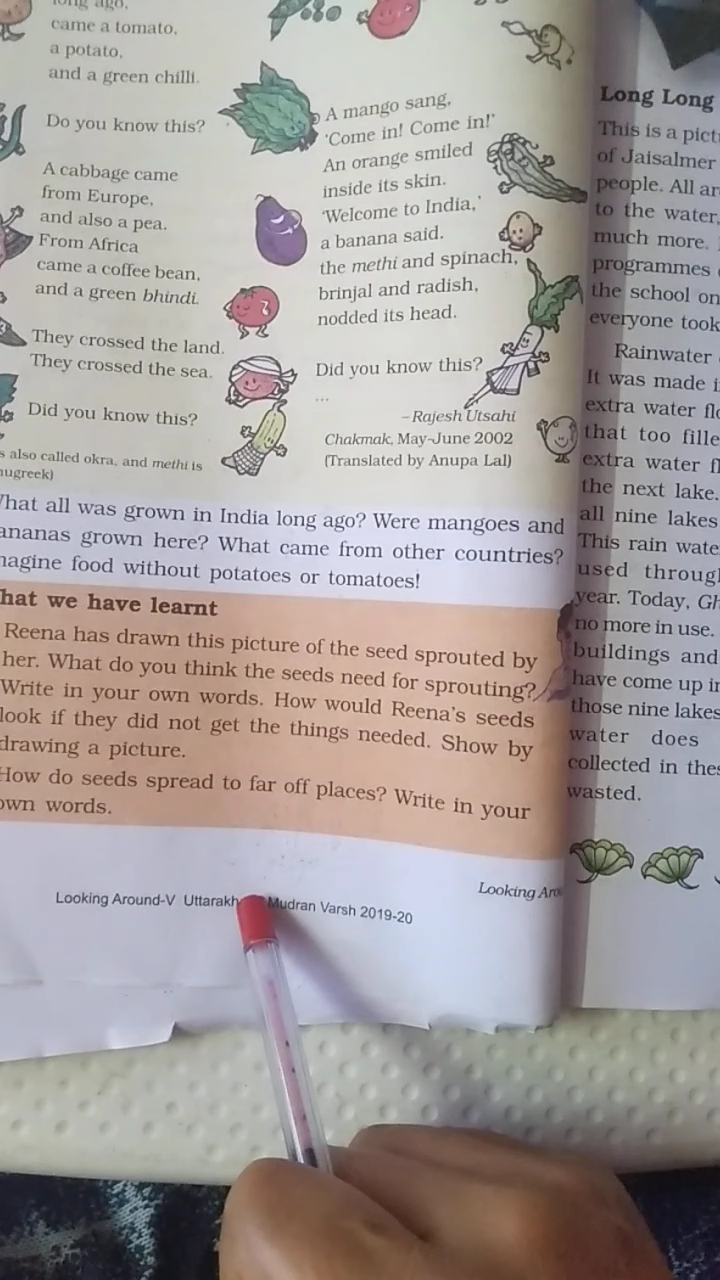 long ago,
came a tomato,
a potato,
and a green chilli.
Do you know this?
A cabbage came
from Europe,
and also a pea.
From Africa
came a coffee bean,
and a green bhindi.
They crossed the land.
They crossed the sea.
Did you know this?
s also called okra, and methi is
nugreek)
A mango sang,
'Come in! Come in!'
An orange smiled
inside its skin.
'Welcome to India,'
a banana said.
the methi and spinach,
brinjal and radish,
nodded its head.
Did you know this?
...
–Rajesh Utsahi
Chakmak, May-June 2002
(Translated by Anupa Lal)
What all was grown in India long ago? Were mangoes and
ananas grown here? What came from other countries?
magine food without potatoes or tomatoes!
hat we have learnt
Reena has drawn this picture of the seed sprouted by
her. What do you think the seeds need for sprouting?
Write in your own words. How would Reena's seeds
look if they did not get the things needed. Show by
drawing a picture.
How do seeds spread to far off places? Write in your
own words.
Looking Around-V Uttarakh Mudran Varsh 2019-20
Looking Aro
Long Long
This is a pict
of Jaisalmer
people. All ar
to the water,
much more.
programmes
the school on
everyone took
Rainwater
It was made i
extra water flo
that too fille
extra water fl
the next lake.
all nine lakes
This rain wate
used throug
year. Today, Gh
no more in use.
buildings and
have come up in
those nine lakes
water does
collected in thes
wasted.